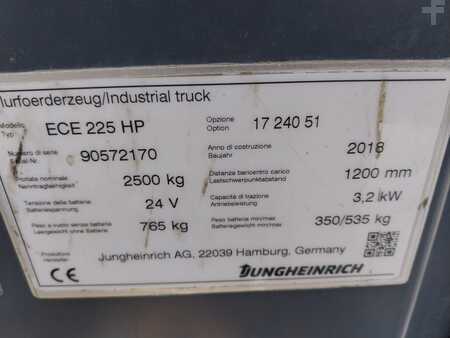 lurfoerderzeug/Industrial truck
Modello
Typ
ECE 225 HP
Opzione
Option
17 240 51
Numero di serie
Serial-Nr.
90572170
Anno di costruzione
Baujahr
2018
Portata nominale
Nenntragfähigkeit
2500 kg
Distanza baricentro carico
Lastschwerpunktabstand
1200 mm
Tensione della batteria
Batteriespannung
24 V
Capacità di trazione
Antriebsleistung
3,2 kW
Peso a vuoto senza batteria
Leergewicht ohne Batterie
765 kg
Peso batteria min/max
Batteriegewicht min/max
350/535 kg
Produttore
Hersteller
Jungheinrich AG, 22039 Hamburg, Germany
CE
JUNGHEINRICH